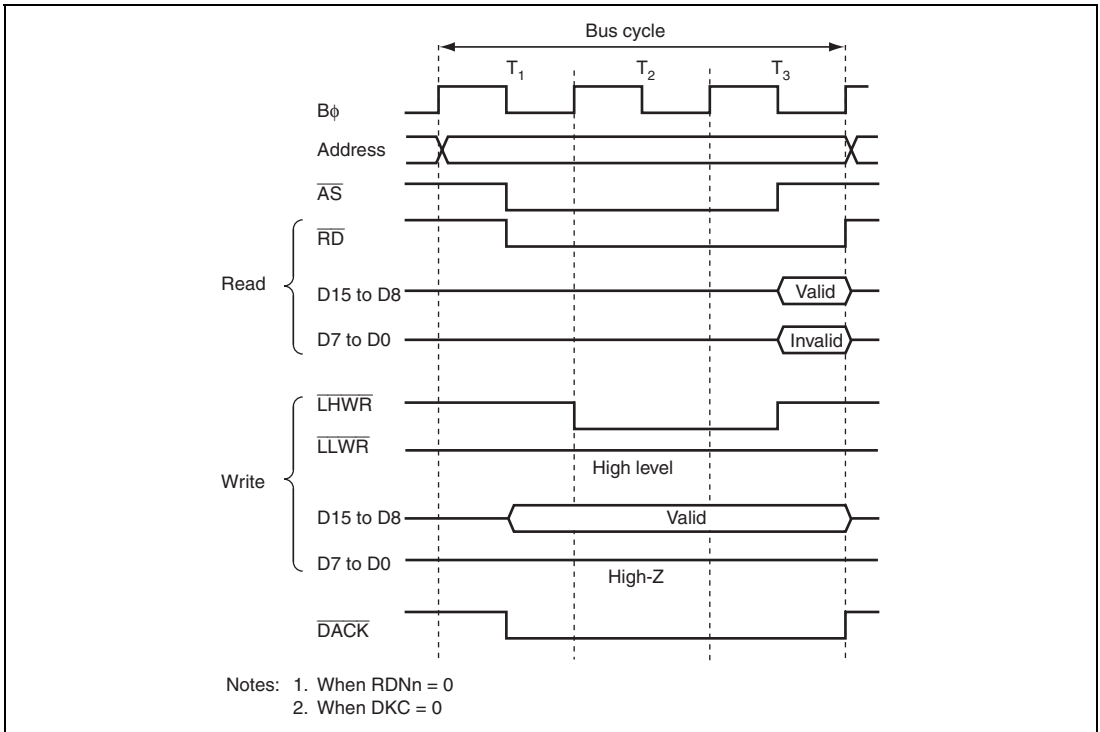 Bus cycle
T1 T2 T3
Bϕ
Address
AS
RD
Read
D15 to D8 Valid
D7 to D0 Invalid
LHWR
LLWR
High level
Write
D15 to D8 Valid
D7 to D0
High-Z
DACK
Notes: 1. When RDNn = 0
2. When DKC = 0